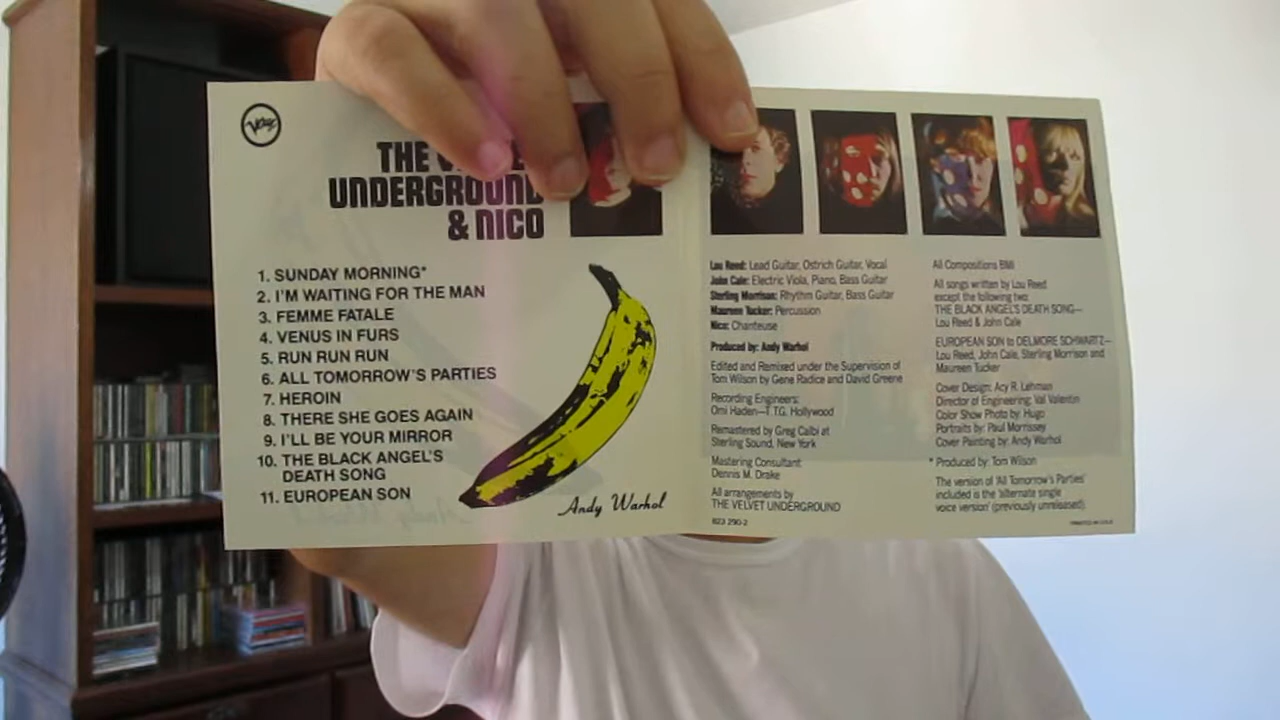 Verve
THE
UNDERGROUND
& NICO
1. SUNDAY MORNING*
2. I'M WAITING FOR THE MAN
3. FEMME FATALE
4. VENUS IN FURS
5. RUN RUN RUN
6. ALL TOMORROW'S PARTIES
7. HEROIN
8. THERE SHE GOES AGAIN
9. I'LL BE YOUR MIRROR
10. THE BLACK ANGEL'S
DEATH SONG
11. EUROPEAN SON
Andy Warhol
Lou Reed: Lead Guitar, Ostrich Guitar, Vocal
John Cale: Electric Viola, Piano, Bass Guitar
Sterling Morrison: Rhythm Guitar, Bass Guitar
Maureen Tucker: Percussion
Nico: Chanteuse
Produced by: Andy Warhol
Edited and Remixed under the Supervision of
Tom Wilson by Gene Radice and David Greene
Recording Engineers:
Omi Haden—T.T.G. Hollywood
Remastered by Greg Calbi at
Sterling Sound, New York
Mastering Consultant
Dennis M. Drake
All arrangements by
THE VELVET UNDERGROUND
823 290-2
All Compositions BMI
All songs written by Lou Reed
except the following two:
THE BLACK ANGEL'S DEATH SONG—
Lou Reed & John Cale
EUROPEAN SON to DELMORE SCHWARTZ—
Lou Reed, John Cale, Sterling Morrison and
Maureen Tucker
Cover Design: Acy R. Lehman
Director of Engineering: Val Valentin
Color Show Photo by: Hugo
Portraits by: Paul Morrissey
Cover Painting by: Andy Warhol
* Produced by: Tom Wilson
The version of 'All Tomorrow's Parties'
included is the 'alternate single
voice version' (previously unreleased).
PRINTED IN U.S.A.